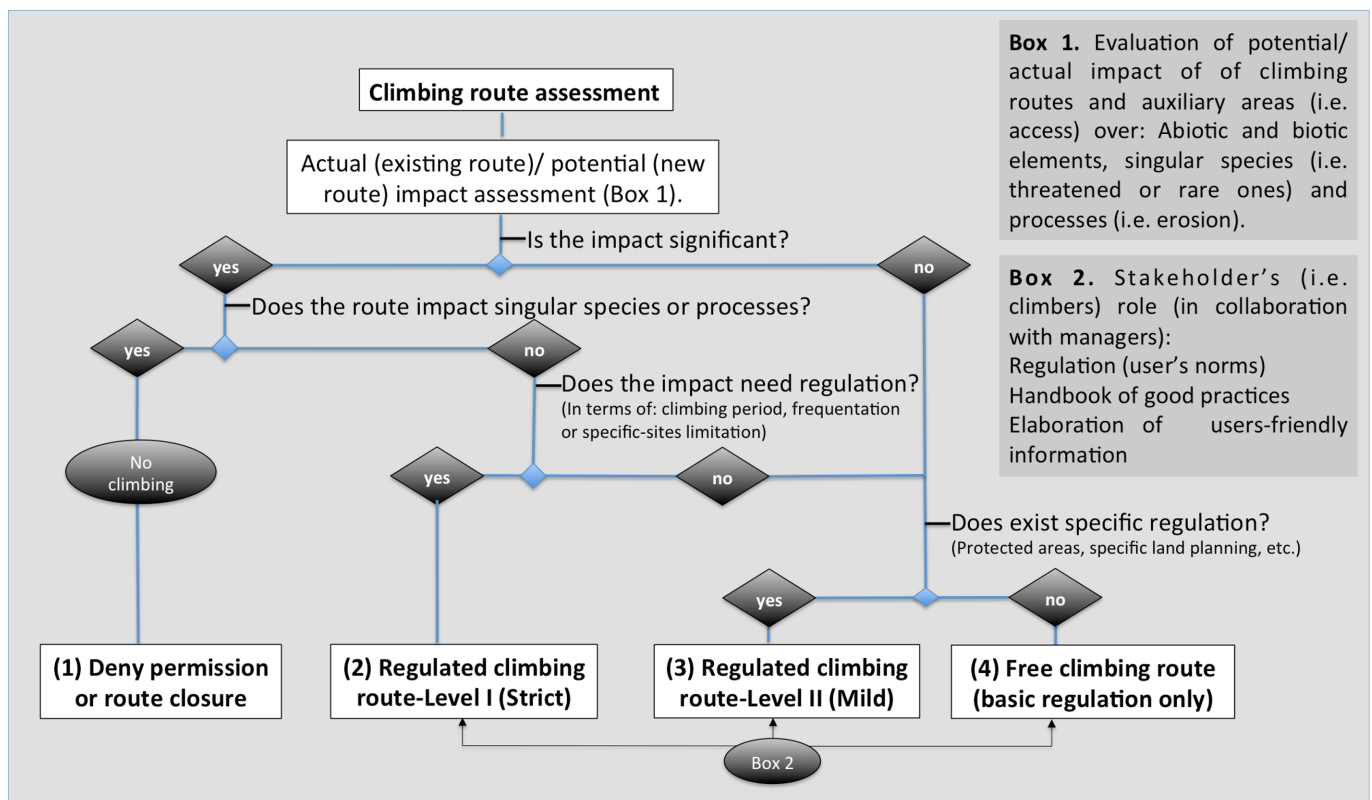 Climbing route assessment
Actual (existing route)/ potential (new
route) impact assessment (Box 1).
Is the impact significant?
yes
no
Does the route impact singular species or processes?
yes
no
Does the impact need regulation?
(In terms of: climbing period, frequentation
or specific-sites limitation)
No
climbing
yes
no
Does exist specific regulation?
(Protected areas, specific land planning, etc.)
yes
no
(1) Deny permission
or route closure
(2) Regulated climbing
route-Level I (Strict)
(3) Regulated climbing
route-Level II (Mild)
(4) Free climbing route
(basic regulation only)
Box 2
Box 1. Evaluation of potential/
actual impact of of climbing
routes and auxiliary areas (i.e.
access) over: Abiotic and biotic
elements, singular species (i.e.
threatened or rare ones) and
processes (i.e. erosion).
Box 2. Stakeholder's (i.e.
climbers) role (in collaboration
with managers):
Regulation (user's norms)
Handbook of good practices
Elaboration of users-friendly
information